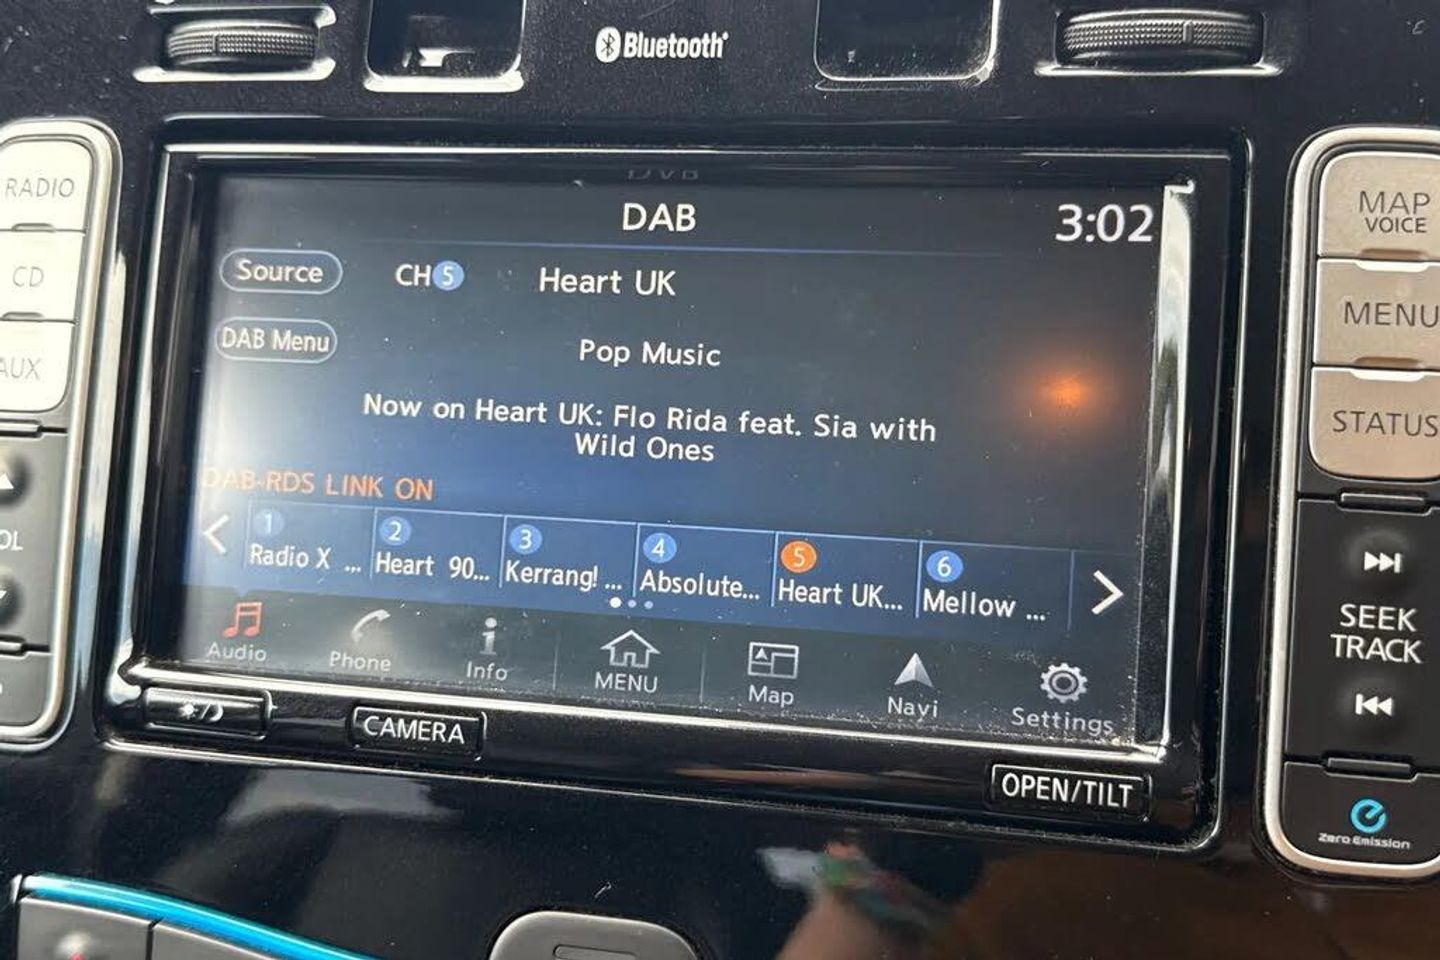 Bluetooth
RADIO
CD
AUX
DAB
3:02
Source
CH 5
Heart UK
DAB Menu
Pop Music
Now on Heart UK: Flo Rida feat. Sia with
Wild Ones
DAB-RDS LINK ON
1 Radio X ...
2 Heart 90...
3 Kerrang! ...
4 Absolute...
5 Heart UK...
6 Mellow ...
Audio
Phone
Info
MENU
Map
Navi
Settings
CAMERA
OPEN/TILT
MAP
VOICE
MENU
STATUS
SEEK
TRACK
Zero Emission